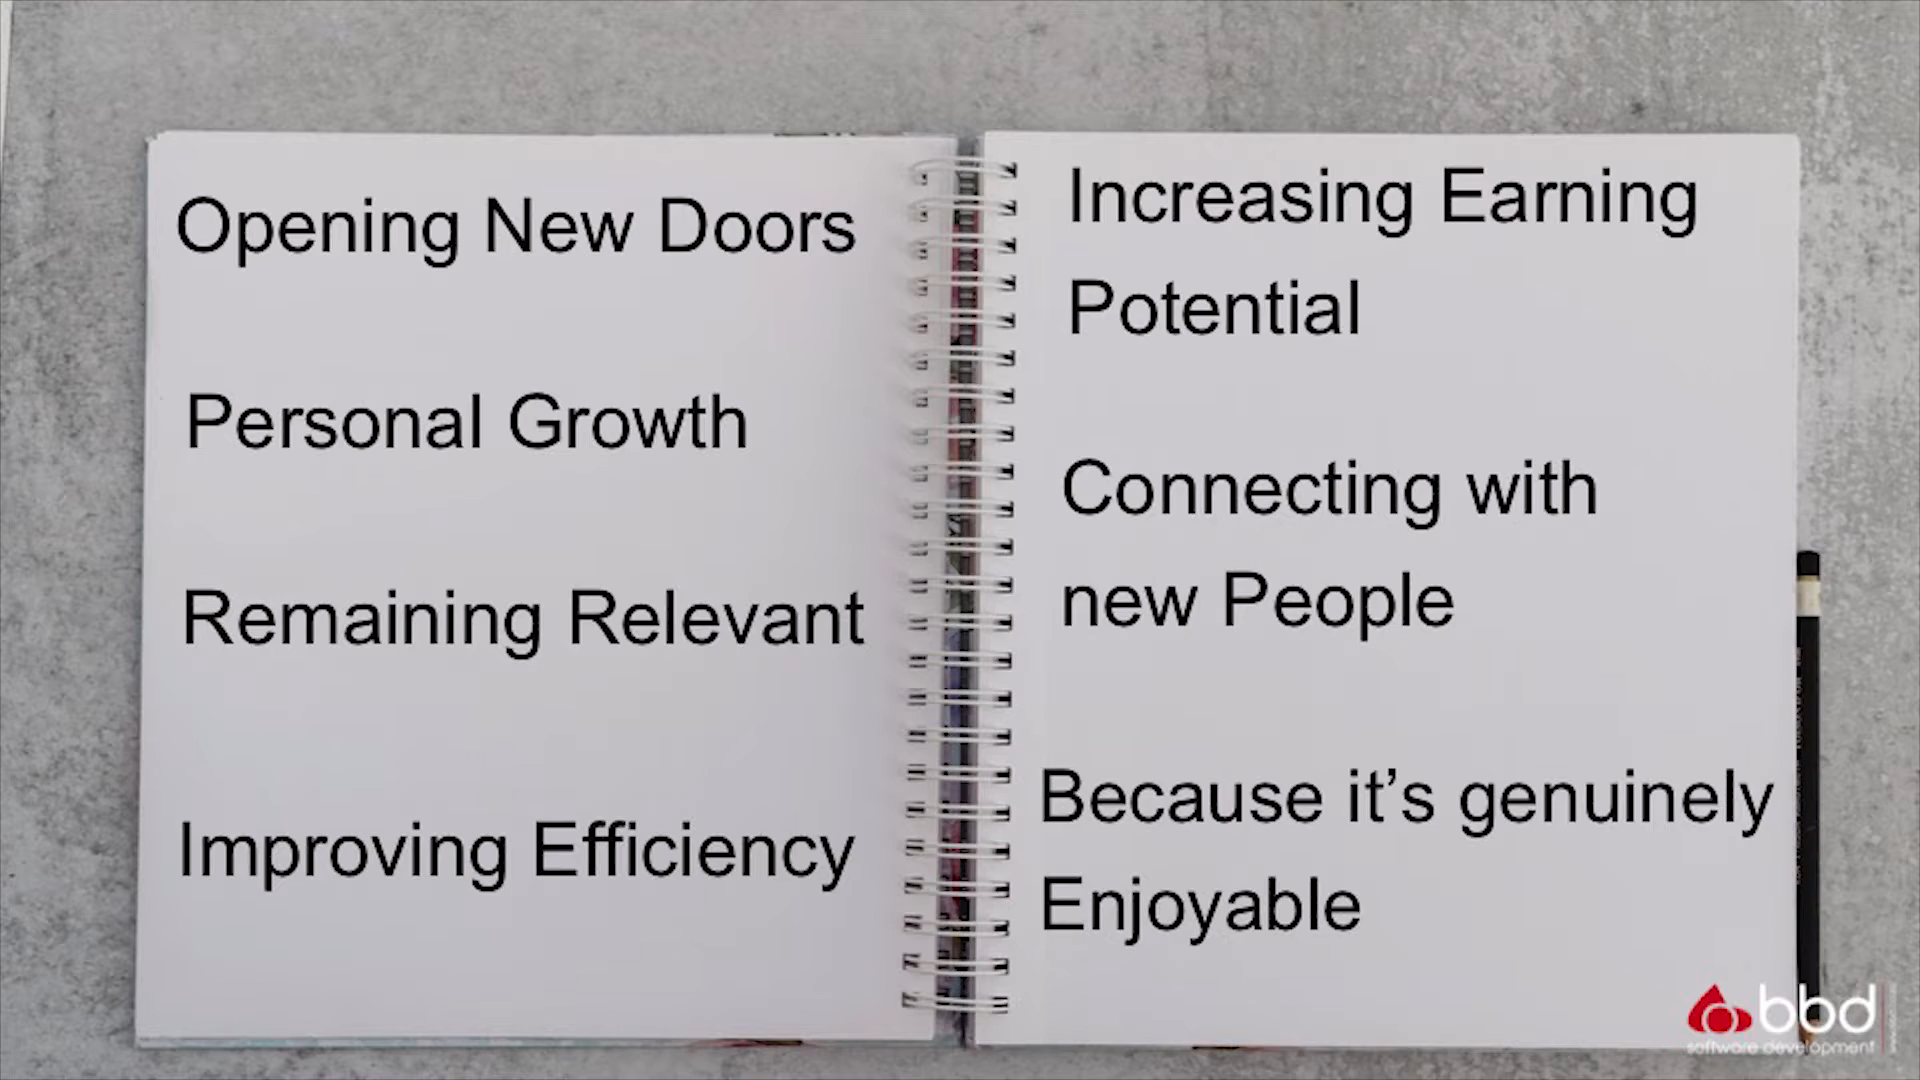 Opening New Doors
Personal Growth
Remaining Relevant
Improving Efficiency
Increasing Earning
Potential
Connecting with
new People
Because it’s genuinely
Enjoyable
bbd
software development